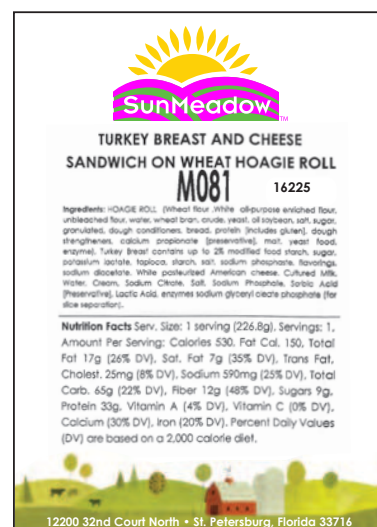 SunMeadow
TM
TURKEY BREAST AND CHEESE
SANDWICH ON WHEAT HOAGIE ROLL
M081
16225
Ingredients: HOAGIE ROLL (Wheat flour, White all-purpose enriched flour,
unbleached flour, water, wheat bran, crude, yeast, oil soybean, salt, sugar,
granulated, dough conditioners, bread, protein [includes gluten], dough
strengtheners, calcium propionate [preservative], malt, yeast food,
enzyme). Turkey Breast contains up to 2% modified food starch, sugar,
potassium lactate, tapioca, starch, salt, sodium phosphate, flavorings,
sodium diacetate. White pasteurized American cheese. Cultured Milk,
Water, Cream, Sodium Citrate, Salt, Sodium Phosphate, Sorbic Acid
[Preservative], Lactic Acid, enzymes sodium glyceryl oleate phosphate (for
slice separation).
Nutrition Facts Serv. Size: 1 serving (226.8g), Servings: 1,
Amount Per Serving: Calories 530, Fat Cal. 150, Total
Fat 17g (26% DV), Sat. Fat 7g (35% DV), Trans Fat,
Cholest. 25mg (8% DV), Sodium 590mg (25% DV), Total
Carb. 65g (22% DV), Fiber 12g (48% DV), Sugars 9g,
Protein 33g, Vitamin A (4% DV), Vitamin C (0% DV),
Calcium (30% DV), Iron (20% DV). Percent Daily Values
(DV) are based on a 2,000 calorie diet.
12200 32nd Court North • St. Petersburg, Florida 33716